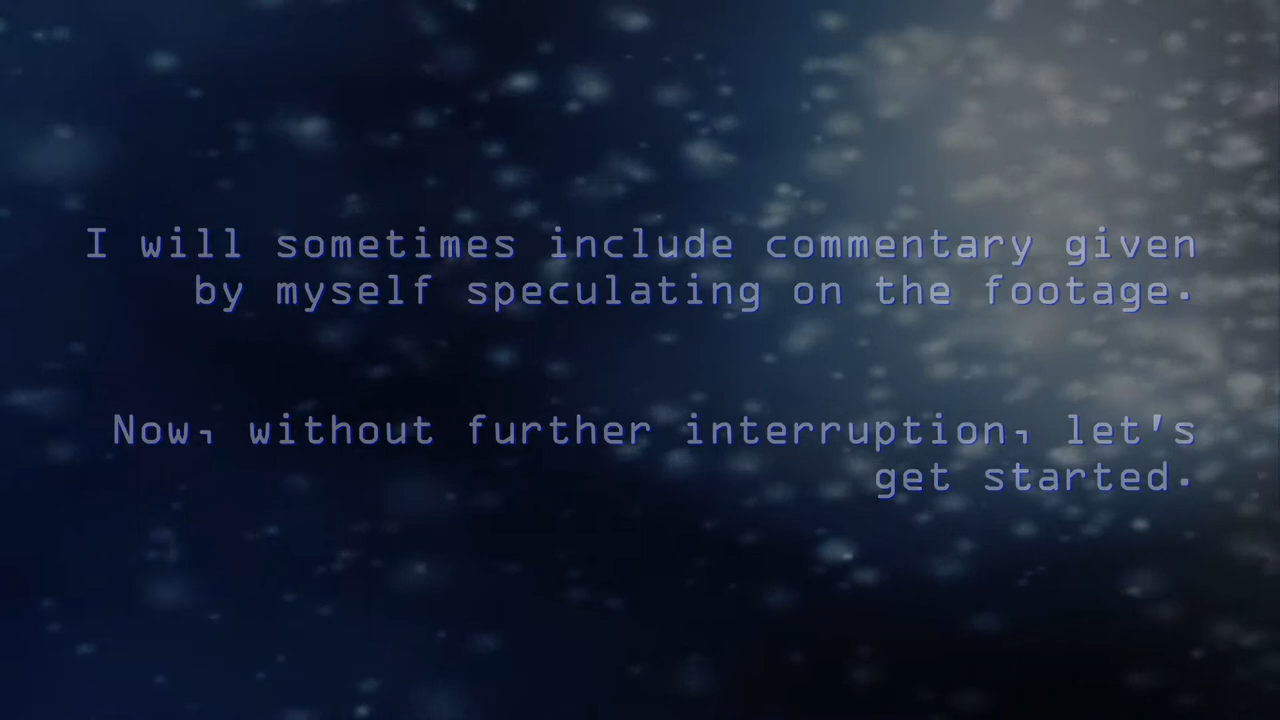 I will sometimes include commentary given
by myself speculating on the footage.
Now, without further interruption, let's
get started.